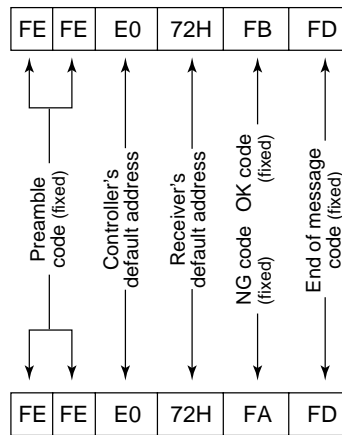 FE FE E0 72H FB FD
Preamble
code (fixed)
Controller's
default address
Receiver's
default address
OK code
(fixed)
NG code
(fixed)
End of message
code (fixed)
FE FE E0 72H FA FD